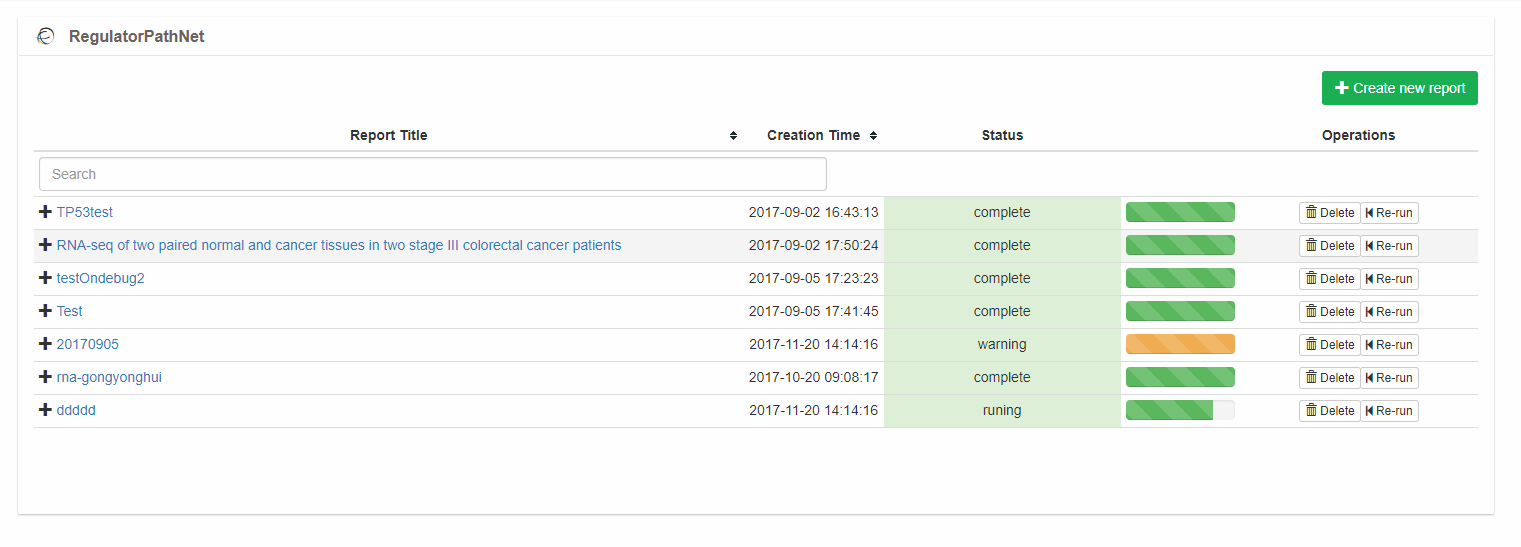 RegulatorPathNet
Create new report
Report Title Creation Time Status Operations
Search
TP53test 2017-09-02 16:43:13 complete Delete Re-run
RNA-seq of two paired normal and cancer tissues in two stage III colorectal cancer patients 2017-09-02 17:50:24 complete Delete Re-run
testOndebug2 2017-09-05 17:23:23 complete Delete Re-run
Test 2017-09-05 17:41:45 complete Delete Re-run
20170905 2017-11-20 14:14:16 warning Delete Re-run
rna-gongyonghui 2017-10-20 09:08:17 complete Delete Re-run
ddddd 2017-11-20 14:14:16 runing Delete Re-run